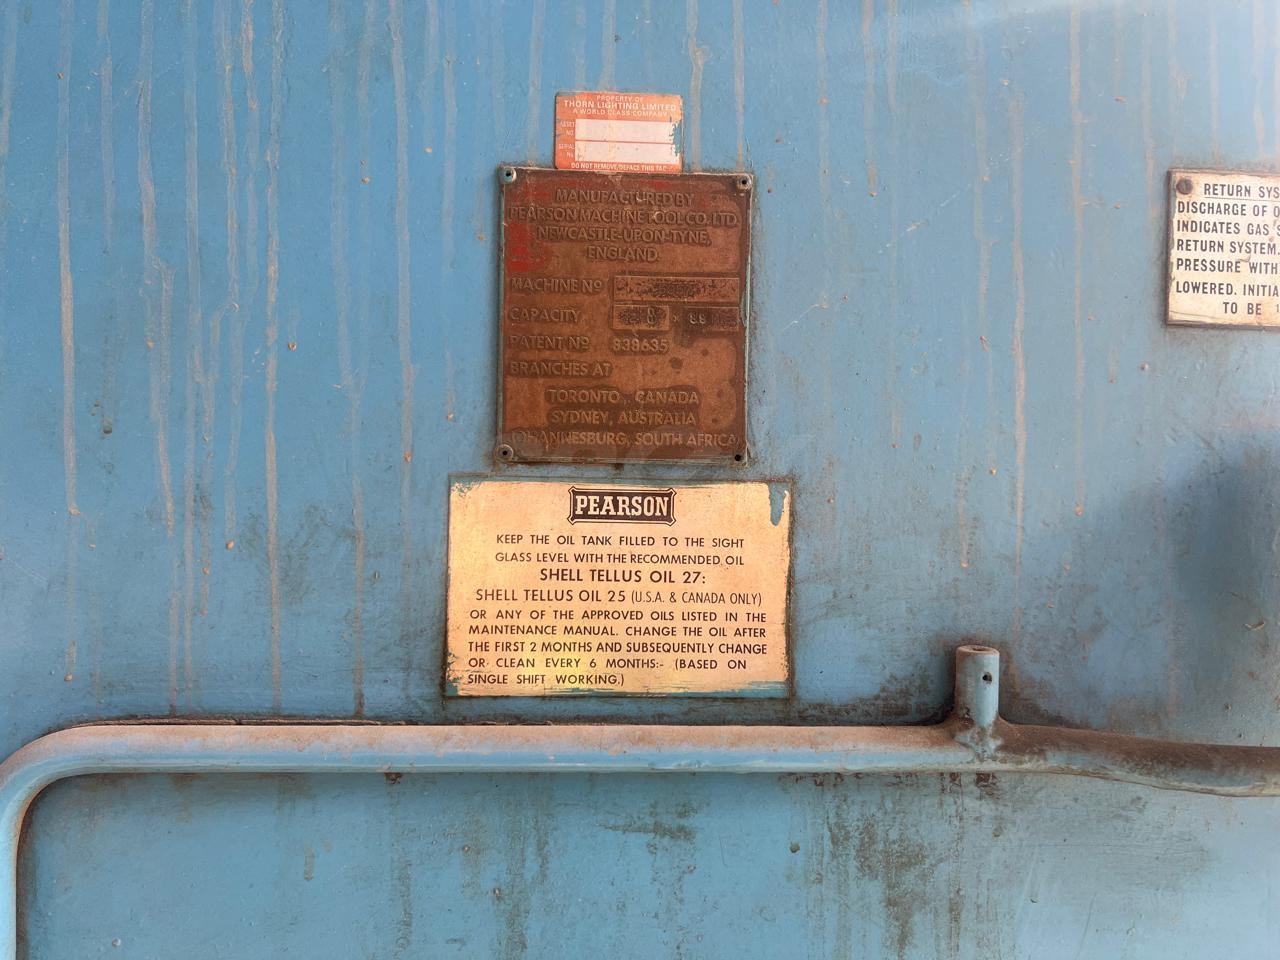 PROPERTY OF
THORN LIGHTING LIMITED
A WORLD CLASS COMPANY
ASSET
NO.
SERIAL
No.
DO NOT REMOVE/DEFACE THIS TAG
MANUFACTURED BY
PEARSON MACHINE TOOL CO. LTD.
NEWCASTLE-UPON-TYNE,
ENGLAND.
MACHINE Nº
CAPACITY
PATENT Nº 838635
BRANCHES AT
TORONTO, CANADA
SYDNEY, AUSTRALIA
JOHANNESBURG, SOUTH AFRICA
PEARSON
KEEP THE OIL TANK FILLED TO THE SIGHT
GLASS LEVEL WITH THE RECOMMENDED OIL
SHELL TELLUS OIL 27:
SHELL TELLUS OIL 25 (U.S.A. & CANADA ONLY)
OR ANY OF THE APPROVED OILS LISTED IN THE
MAINTENANCE MANUAL. CHANGE THE OIL AFTER
THE FIRST 2 MONTHS AND SUBSEQUENTLY CHANGE
OR CLEAN EVERY 6 MONTHS:- (BASED ON
SINGLE SHIFT WORKING.)
RETURN SYS
DISCHARGE OF
INDICATES GAS
RETURN SYSTEM.
PRESSURE WITH
LOWERED. INITIA
TO BE